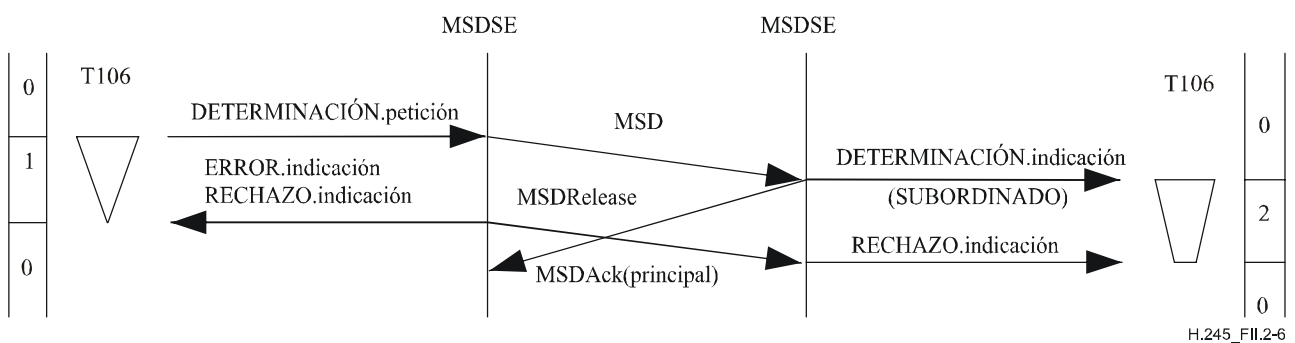 MSDSE
MSDSE
T106
T106
0
DETERMINACIÓN.petición
MSD
0
1
ERROR.indicación
RECHAZO.indicación
MSDRelease
DETERMINACIÓN.indicación
(SUBORDINADO)
2
RECHAZO.indicación
0
MSDAck(principal)
0
H.245_FII.2-6